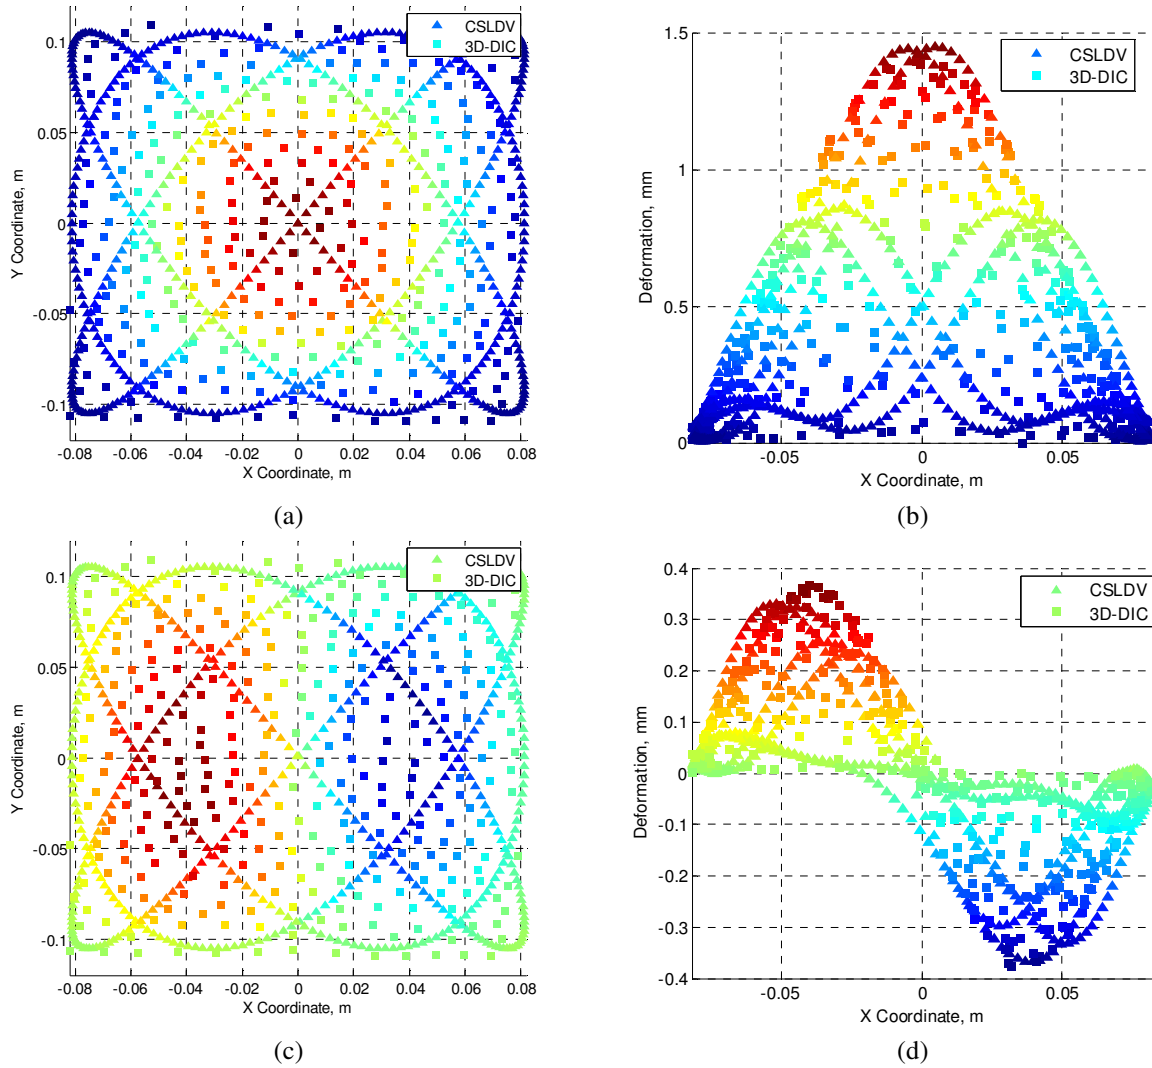 CSLDV
3D-DIC
0.1
0.05
0
-0.05
-0.1
Y Coordinate, m
-0.08 -0.06 -0.04 -0.02 0 0.02 0.04 0.06 0.08
X Coordinate, m
(a)
CSLDV
3D-DIC
1.5
1
0.5
0
Deformation, mm
-0.05 0 0.05
X Coordinate, m
(b)
CSLDV
3D-DIC
0.1
0.05
0
-0.05
-0.1
Y Coordinate, m
-0.08 -0.06 -0.04 -0.02 0 0.02 0.04 0.06 0.08
X Coordinate, m
(c)
CSLDV
3D-DIC
0.4
0.3
0.2
0.1
0
-0.1
-0.2
-0.3
-0.4
Deformation, mm
-0.05 0 0.05
X Coordinate, m
(d)